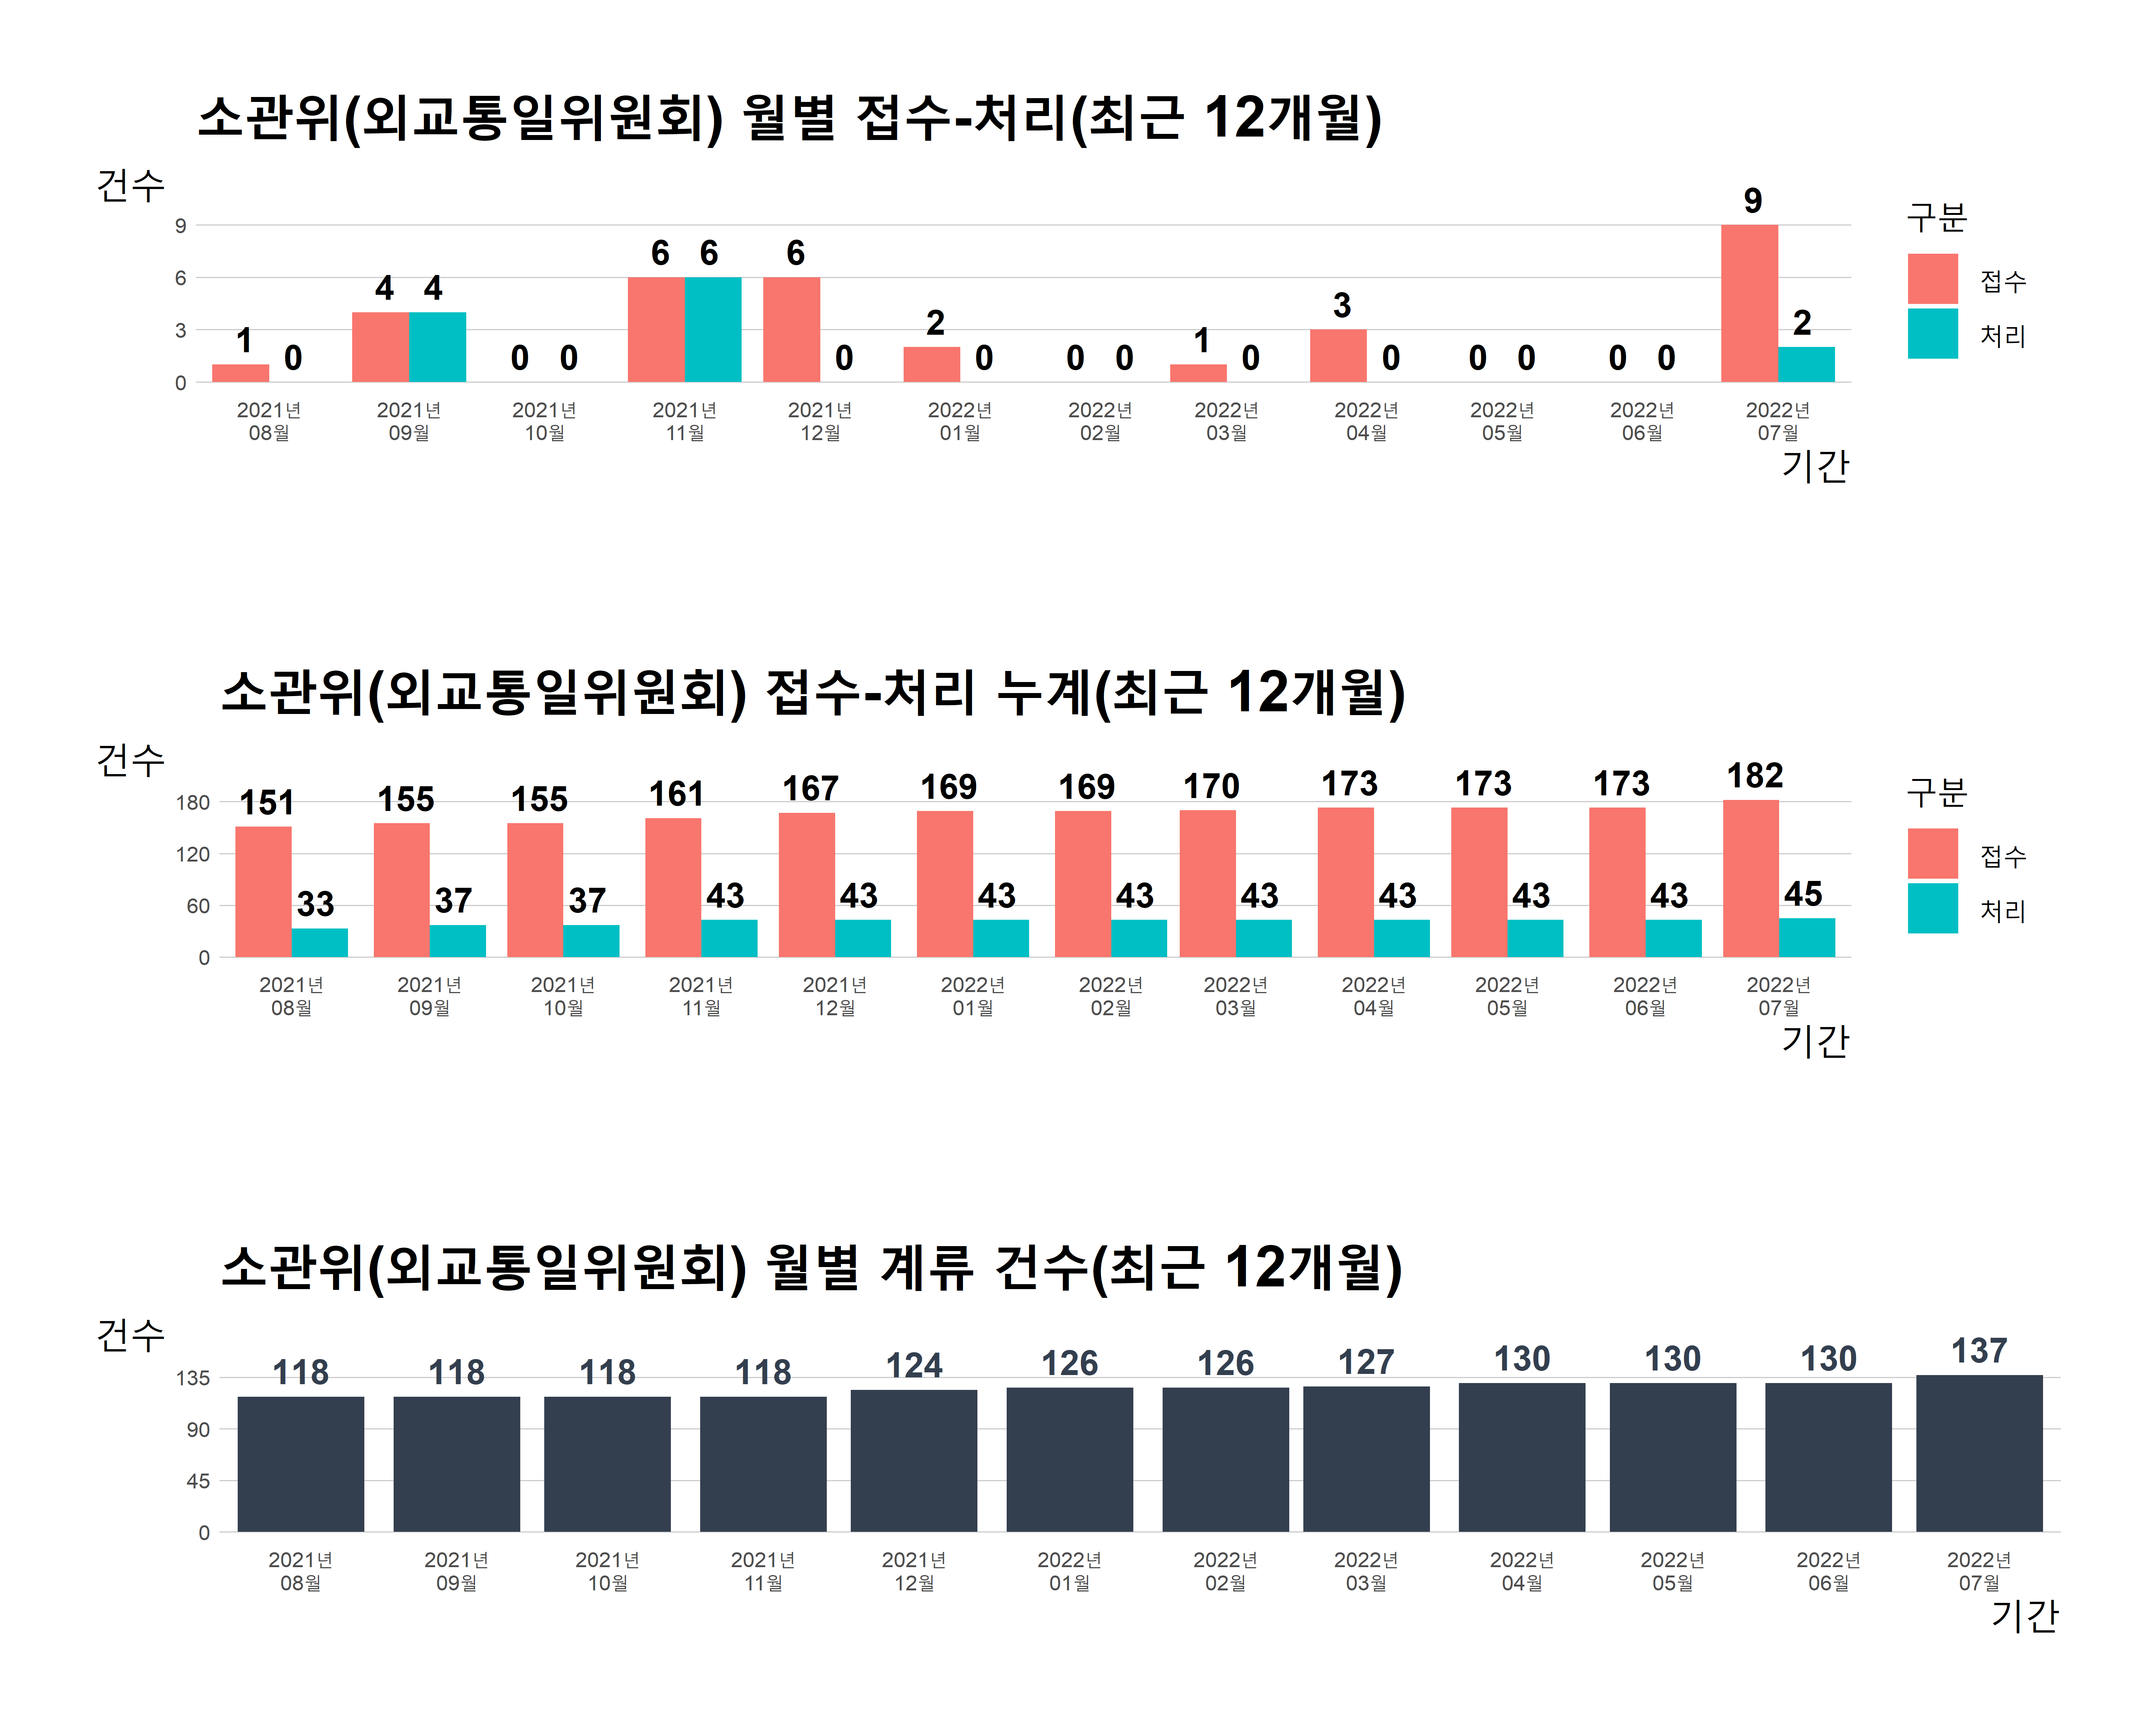 소관위(외교통일위원회) 월별 접수-처리(최근 12개월)
건수
구분
접수
처리
9
6
3
0
1 0 4 4 0 0 6 6 6 0 2 0 0 0 1 0 3 0 0 0 0 0 9 2
2021년 2021년 2021년 2021년 2021년 2022년 2022년 2022년 2022년 2022년 2022년 2022년
08월 09월 10월 11월 12월 01월 02월 03월 04월 05월 06월 07월
기간
소관위(외교통일위원회) 접수-처리 누계(최근 12개월)
건수
구분
접수
처리
180
120
60
0
151 33 155 37 155 37 161 43 167 43 169 43 169 43 170 43 173 43 173 43 173 43 182 45
2021년 2021년 2021년 2021년 2021년 2022년 2022년 2022년 2022년 2022년 2022년 2022년
08월 09월 10월 11월 12월 01월 02월 03월 04월 05월 06월 07월
기간
소관위(외교통일위원회) 월별 계류 건수(최근 12개월)
건수
135
90
45
0
118 118 118 118 124 126 126 127 130 130 130 137
2021년 2021년 2021년 2021년 2021년 2022년 2022년 2022년 2022년 2022년 2022년 2022년
08월 09월 10월 11월 12월 01월 02월 03월 04월 05월 06월 07월
기간